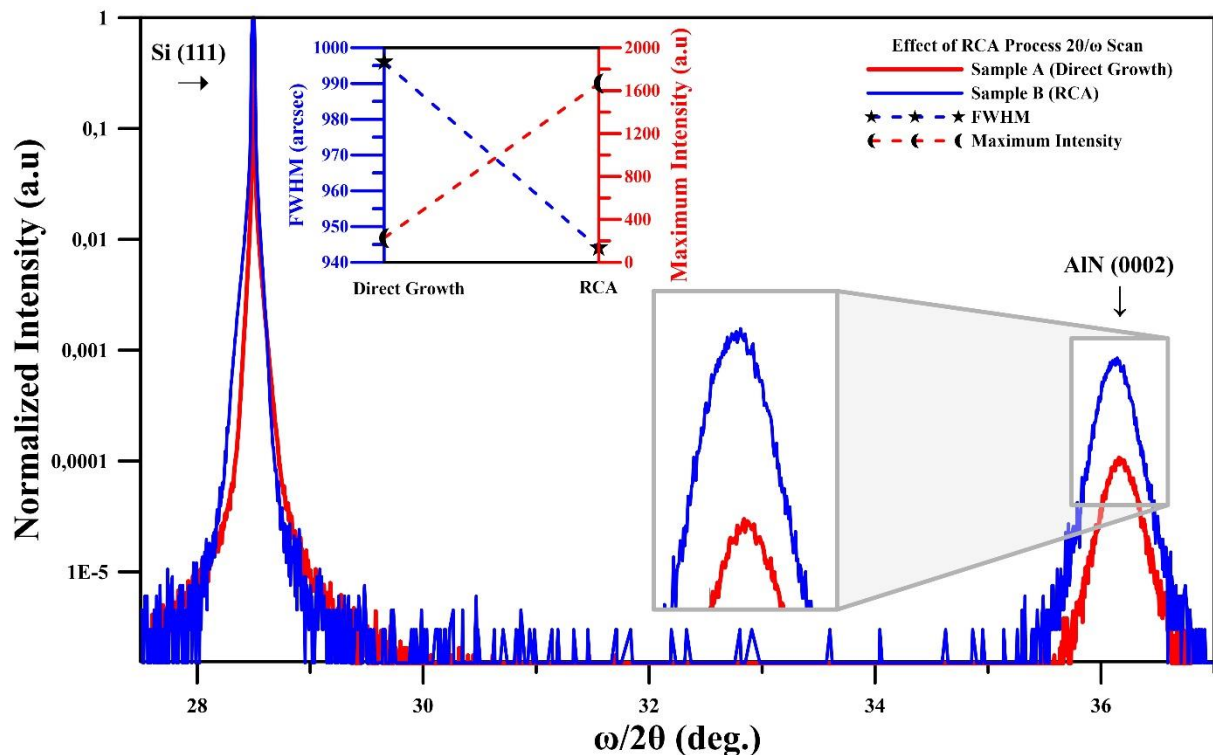 Normalized Intensity (a.u)
1
0,1
0,01
0,001
0,0001
1E-5
28
30
32
34
36
ω/2θ (deg.)
Si (111)
→
FWHM (arcsec)
1000
990
980
970
960
950
940
Direct Growth
RCA
2000
1600
1200
800
400
0
Maximum Intensity (a.u)
Effect of RCA Process 2θ/ω Scan
Sample A (Direct Growth)
Sample B (RCA)
FWHM
Maximum Intensity
AlN (0002)
↓